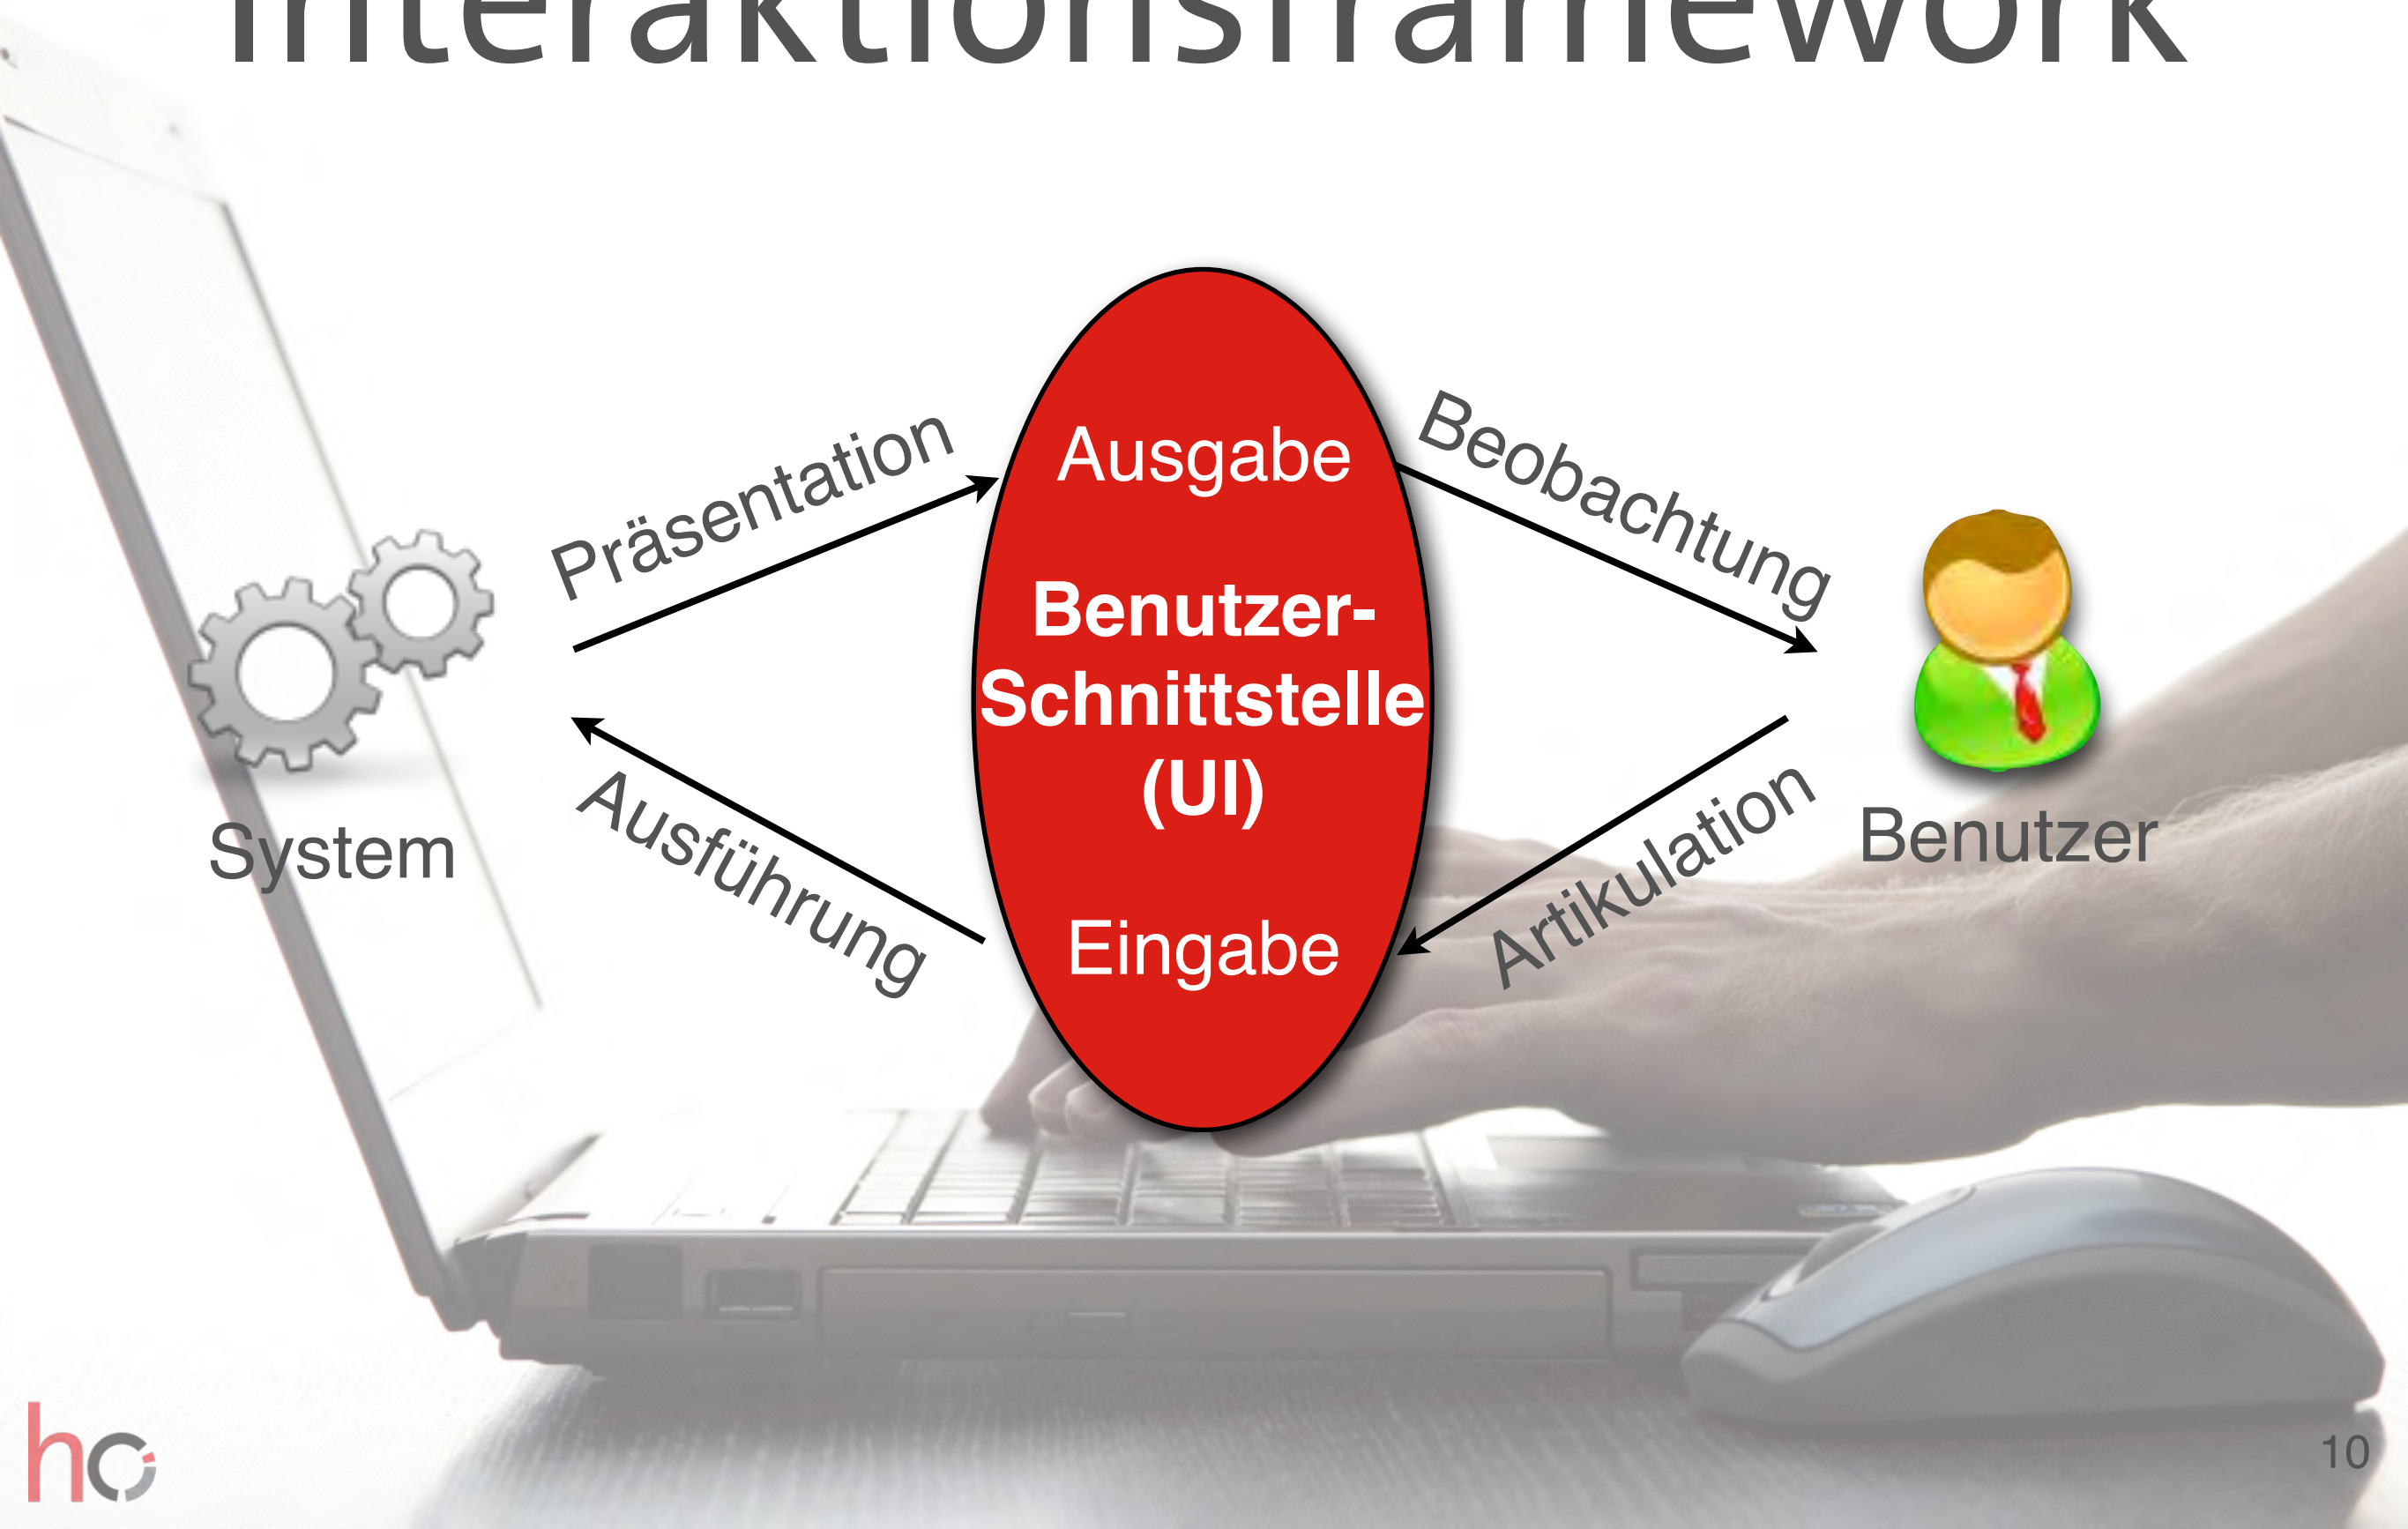 Interaktionsframework
Präsentation
Ausgabe
Beobachtung
Benutzer-
Schnittstelle
(UI)
System
Benutzer
Ausführung
Eingabe
Artikulation
hc
10